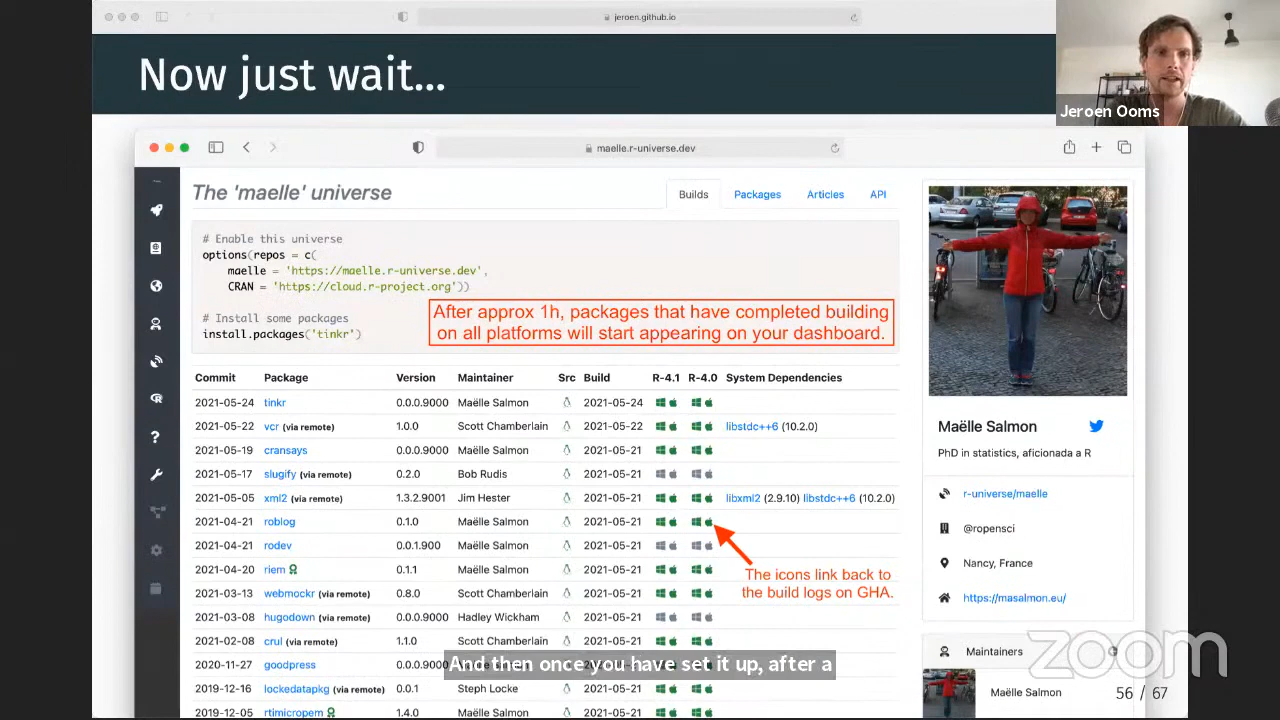 jeroen.github.io
Now just wait...
Jeroen Ooms
maelle.r-universe.dev
The 'maelle' universe
Builds Packages Articles API
# Enable this universe
options(repos = c(
maelle = 'https://maelle.r-universe.dev',
CRAN = 'https://cloud.r-project.org'))
# Install some packages
install.packages('tinkr')
After approx 1h, packages that have completed building
on all platforms will start appearing on your dashboard.
Commit Package Version Maintainer Src Build R-4.1 R-4.0 System Dependencies
2021-05-24 tinkr 0.0.0.9000 Maëlle Salmon 2021-05-24
2021-05-22 vcr (via remote) 1.0.0 Scott Chamberlain 2021-05-22 libstdc++6 (10.2.0)
2021-05-19 cransays 0.0.0.9000 Maëlle Salmon 2021-05-21
2021-05-17 slugify (via remote) 0.2.0 Bob Rudis 2021-05-21
2021-05-05 xml2 (via remote) 1.3.2.9001 Jim Hester 2021-05-21 libxml2 (2.9.10) libstdc++6 (10.2.0)
2021-04-21 roblog 0.1.0 Maëlle Salmon 2021-05-21
2021-04-21 rodev 0.0.1.900 Maëlle Salmon 2021-05-21
2021-04-20 riem 0.1.1 Maëlle Salmon 2021-05-21
2021-03-13 webmockr (via remote) 0.8.0 Scott Chamberlain 2021-05-21
2021-03-08 hugodown (via remote) 0.0.0.9000 Hadley Wickham 2021-05-21
2021-02-08 crul (via remote) 1.1.0 Scott Chamberlain 2021-05-21
2020-11-27 goodpress 0.0.0.90
2019-12-16 lockedatapkg (via remote) 0.0.1 Steph Locke 2021-05-21
2019-12-05 rtimicropem 1.4.0 Maëlle Salmon 2021-05-21
The icons link back to
the build logs on GHA.
Maëlle Salmon
PhD in statistics, aficionada a R
r-universe/maelle
@ropensci
Nancy, France
https://masalmon.eu/
Maintainers
Maëlle Salmon
And then once you have set it up, after a
zoom
56 / 67